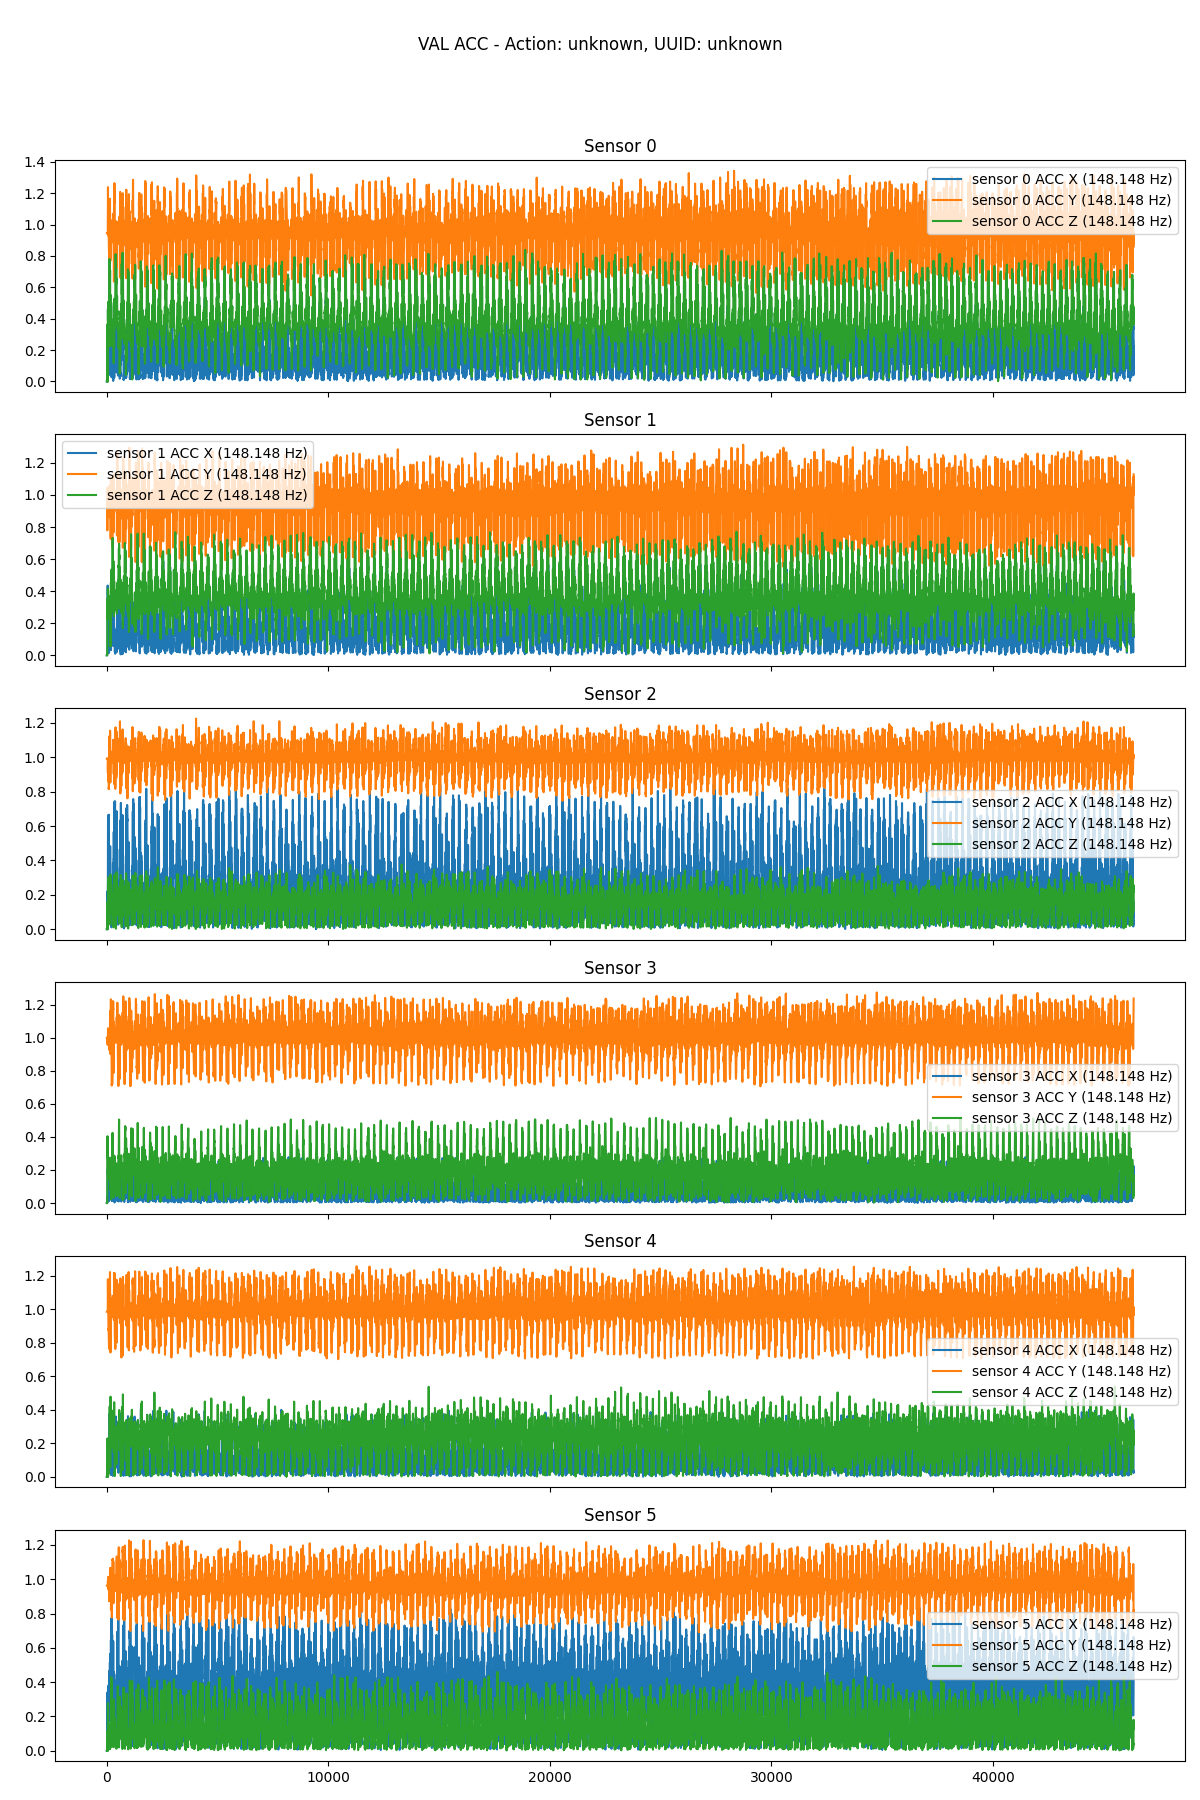 VAL ACC - Action: unknown, UUID: unknown
Sensor 0
1.4
1.2
1.0
0.8
0.6
0.4
0.2
0.0
sensor 0 ACC X (148.148 Hz)
sensor 0 ACC Y (148.148 Hz)
sensor 0 ACC Z (148.148 Hz)
Sensor 1
1.2
1.0
0.8
0.6
0.4
0.2
0.0
sensor 1 ACC X (148.148 Hz)
sensor 1 ACC Y (148.148 Hz)
sensor 1 ACC Z (148.148 Hz)
Sensor 2
1.2
1.0
0.8
0.6
0.4
0.2
0.0
sensor 2 ACC X (148.148 Hz)
sensor 2 ACC Y (148.148 Hz)
sensor 2 ACC Z (148.148 Hz)
Sensor 3
1.2
1.0
0.8
0.6
0.4
0.2
0.0
sensor 3 ACC X (148.148 Hz)
sensor 3 ACC Y (148.148 Hz)
sensor 3 ACC Z (148.148 Hz)
Sensor 4
1.2
1.0
0.8
0.6
0.4
0.2
0.0
sensor 4 ACC X (148.148 Hz)
sensor 4 ACC Y (148.148 Hz)
sensor 4 ACC Z (148.148 Hz)
Sensor 5
1.2
1.0
0.8
0.6
0.4
0.2
0.0
sensor 5 ACC X (148.148 Hz)
sensor 5 ACC Y (148.148 Hz)
sensor 5 ACC Z (148.148 Hz)
0 10000 20000 30000 40000